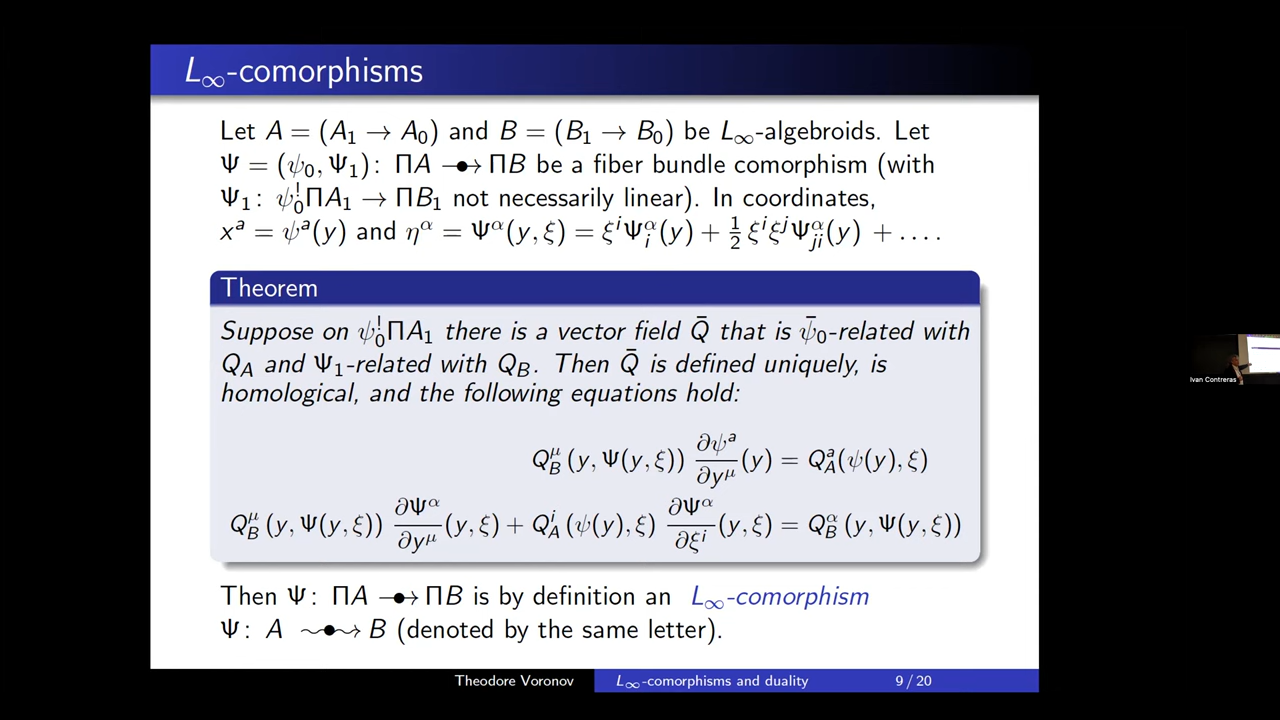 L∞-comorphisms
Let A = (A₁ → A₀) and B = (B₁ → B₀) be L∞-algebroids. Let
Ψ = (ψ₀, Ψ₁): ΠA —●→ ΠB be a fiber bundle comorphism (with
Ψ₁: ψ₀^! ΠA₁ → ΠB₁ not necessarily linear). In coordinates,
x^a = ψ^a(y) and η^α = Ψ^α(y, ξ) = ξ^i Ψ_i^α(y) + ½ ξ^i ξ^j Ψ_{ji}^α(y) + . . . .
Theorem
Suppose on ψ₀^! ΠA₁ there is a vector field Q̄ that is ψ̄₀-related with
Q_A and Ψ₁-related with Q_B. Then Q̄ is defined uniquely, is
homological, and the following equations hold:
Q_B^μ(y, Ψ(y, ξ)) ∂ψ^a/∂y^μ (y) = Q_A^a(ψ(y), ξ)
Q_B^μ(y, Ψ(y, ξ)) ∂Ψ^α/∂y^μ (y, ξ) + Q_A^i(ψ(y), ξ) ∂Ψ^α/∂ξ^i (y, ξ) = Q_B^α(y, Ψ(y, ξ))
Then Ψ: ΠA —●→ ΠB is by definition an L∞-comorphism
Ψ: A ⁓●⁓> B (denoted by the same letter).
Ivan Contreras
Theodore Voronov
L∞-comorphisms and duality
9 / 20